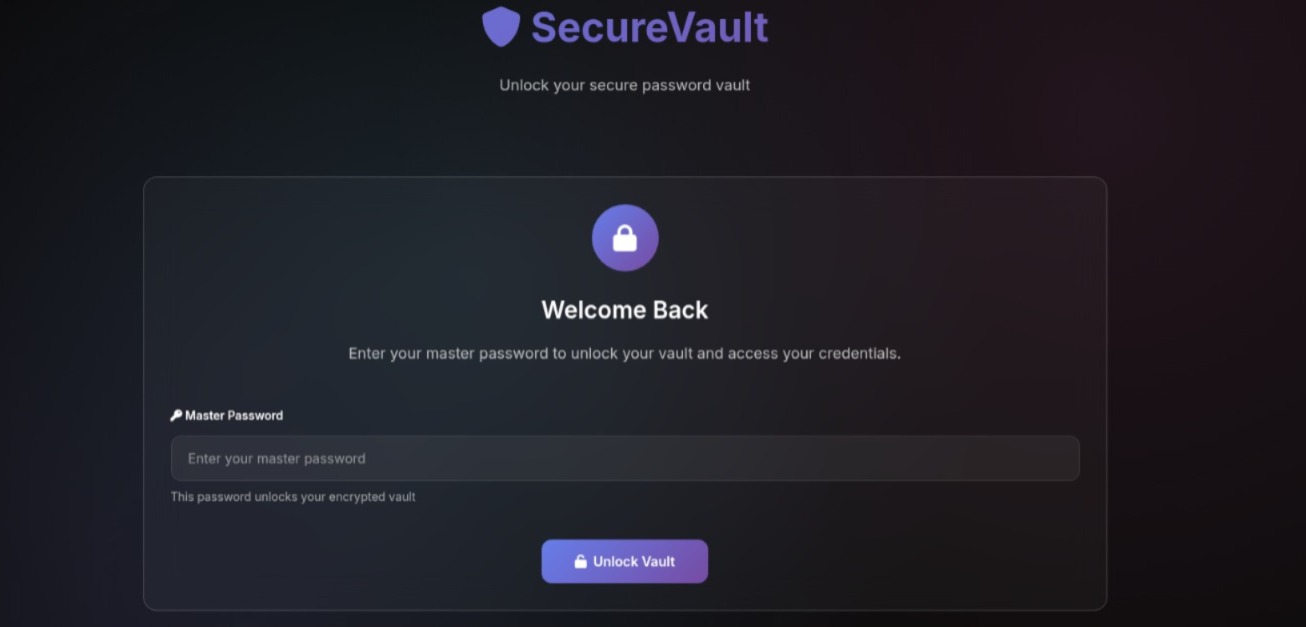 SecureVault
Unlock your secure password vault
Welcome Back
Enter your master password to unlock your vault and access your credentials.
Master Password
Enter your master password
This password unlocks your encrypted vault
Unlock Vault